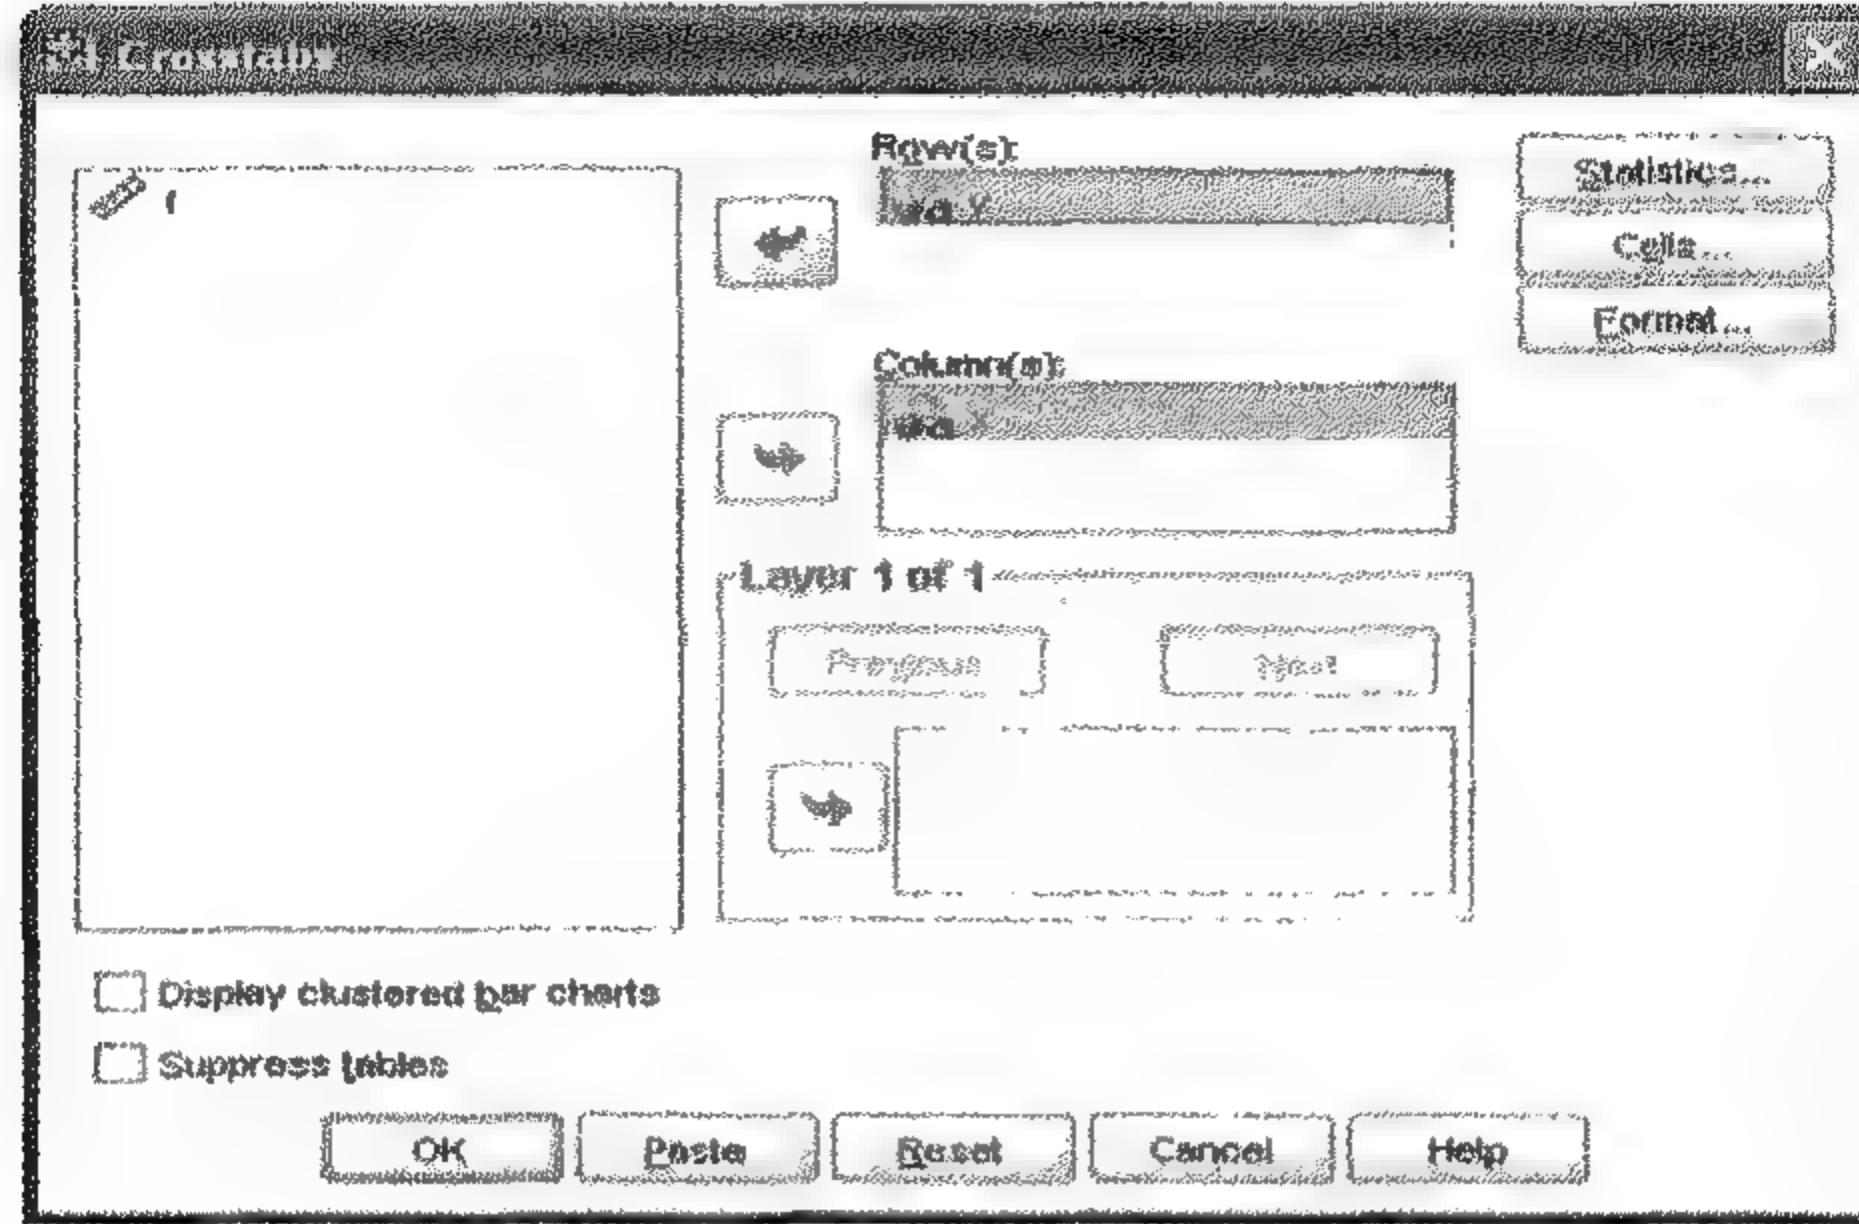 Crosstabs
f
Row(s):
Y
Statistics...
Cells...
Format...
Column(s):
Layer 1 of 1
Previous
Next
Display clustered bar charts
Suppress tables
OK
Paste
Reset
Cancel
Help